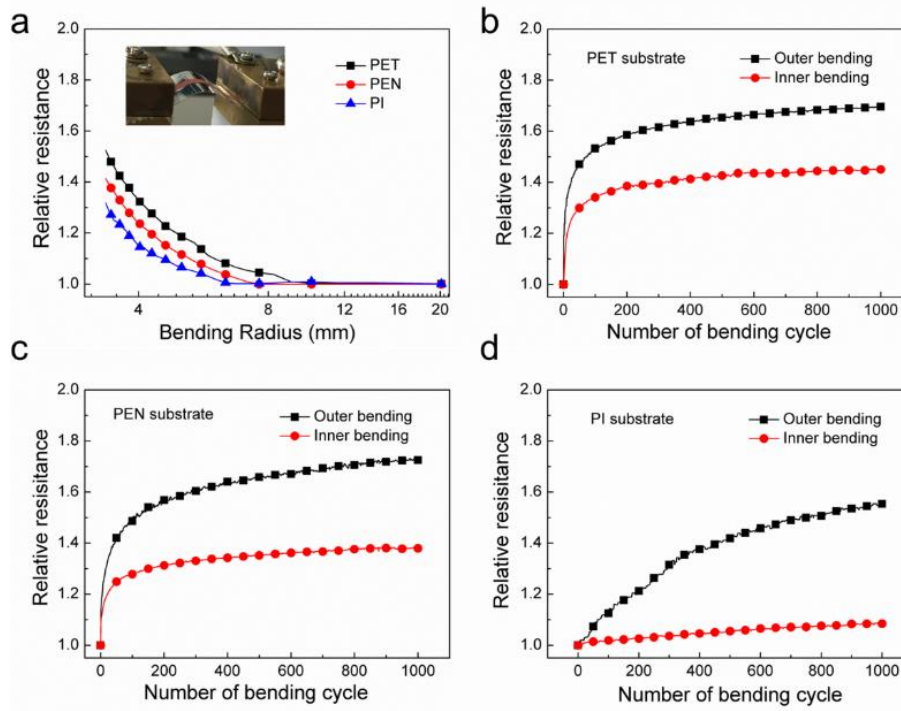 a
2.0
1.8
1.6
1.4
1.2
1.0
Relative resisitance
PET
PEN
PI
4
8
12
16
20
Bending Radius (mm)
b
2.0
1.8
1.6
1.4
1.2
1.0
Relative resisitance
PET substrate
Outer bending
Inner bending
0 200 400 600 800 1000
Number of bending cycle
c
2.0
1.8
1.6
1.4
1.2
1.0
Relative resisitance
PEN substrate
Outer bending
Inner bending
0 200 400 600 800 1000
Number of bending cycle
d
2.0
1.8
1.6
1.4
1.2
1.0
Relative resisitance
PI substrate
Outer bending
Inner bending
0 200 400 600 800 1000
Number of bending cycle